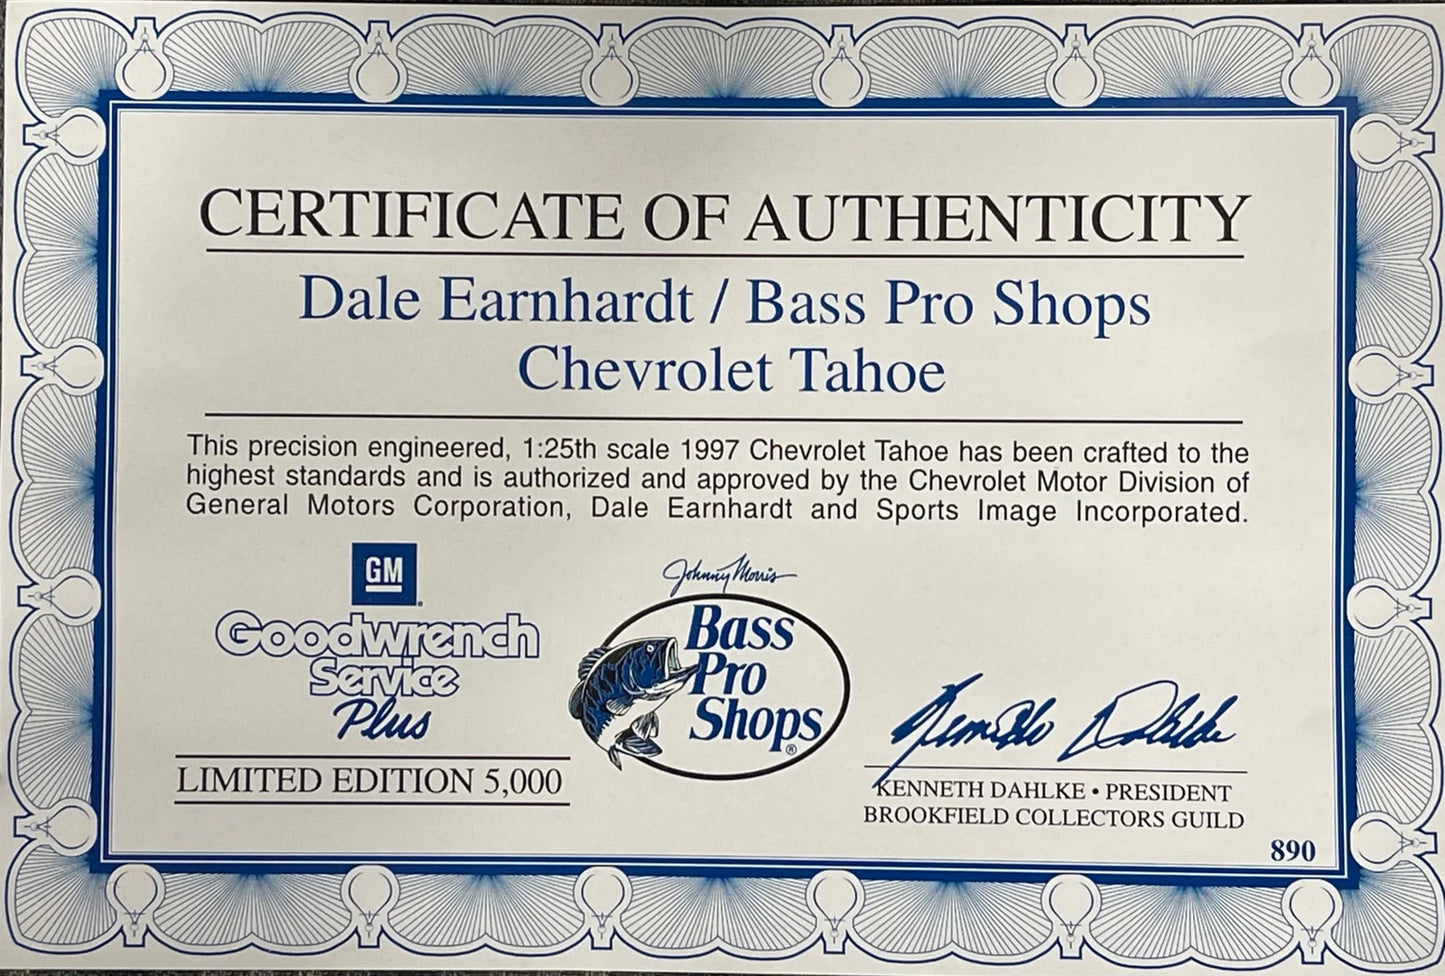 CERTIFICATE OF AUTHENTICITY
Dale Earnhardt / Bass Pro Shops
Chevrolet Tahoe
This precision engineered, 1:25th scale 1997 Chevrolet Tahoe has been crafted to the
highest standards and is authorized and approved by the Chevrolet Motor Division of
General Motors Corporation, Dale Earnhardt and Sports Image Incorporated.
GM
Goodwrench
Service
Plus
LIMITED EDITION 5,000
Johnny Morris
Bass
Pro
Shops®
Kenneth Dahlke
KENNETH DAHLKE • PRESIDENT
BROOKFIELD COLLECTORS GUILD
890